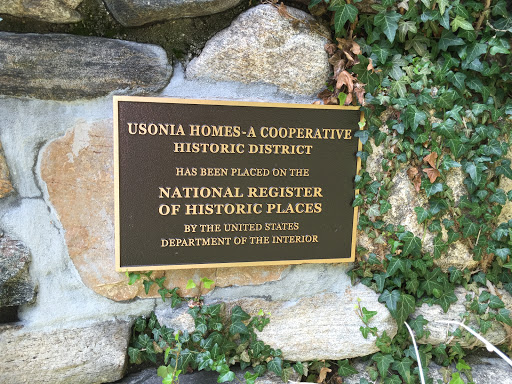 USONIA HOMES-A COOPERATIVE
HISTORIC DISTRICT
HAS BEEN PLACED ON THE
NATIONAL REGISTER
OF HISTORIC PLACES
BY THE UNITED STATES
DEPARTMENT OF THE INTERIOR